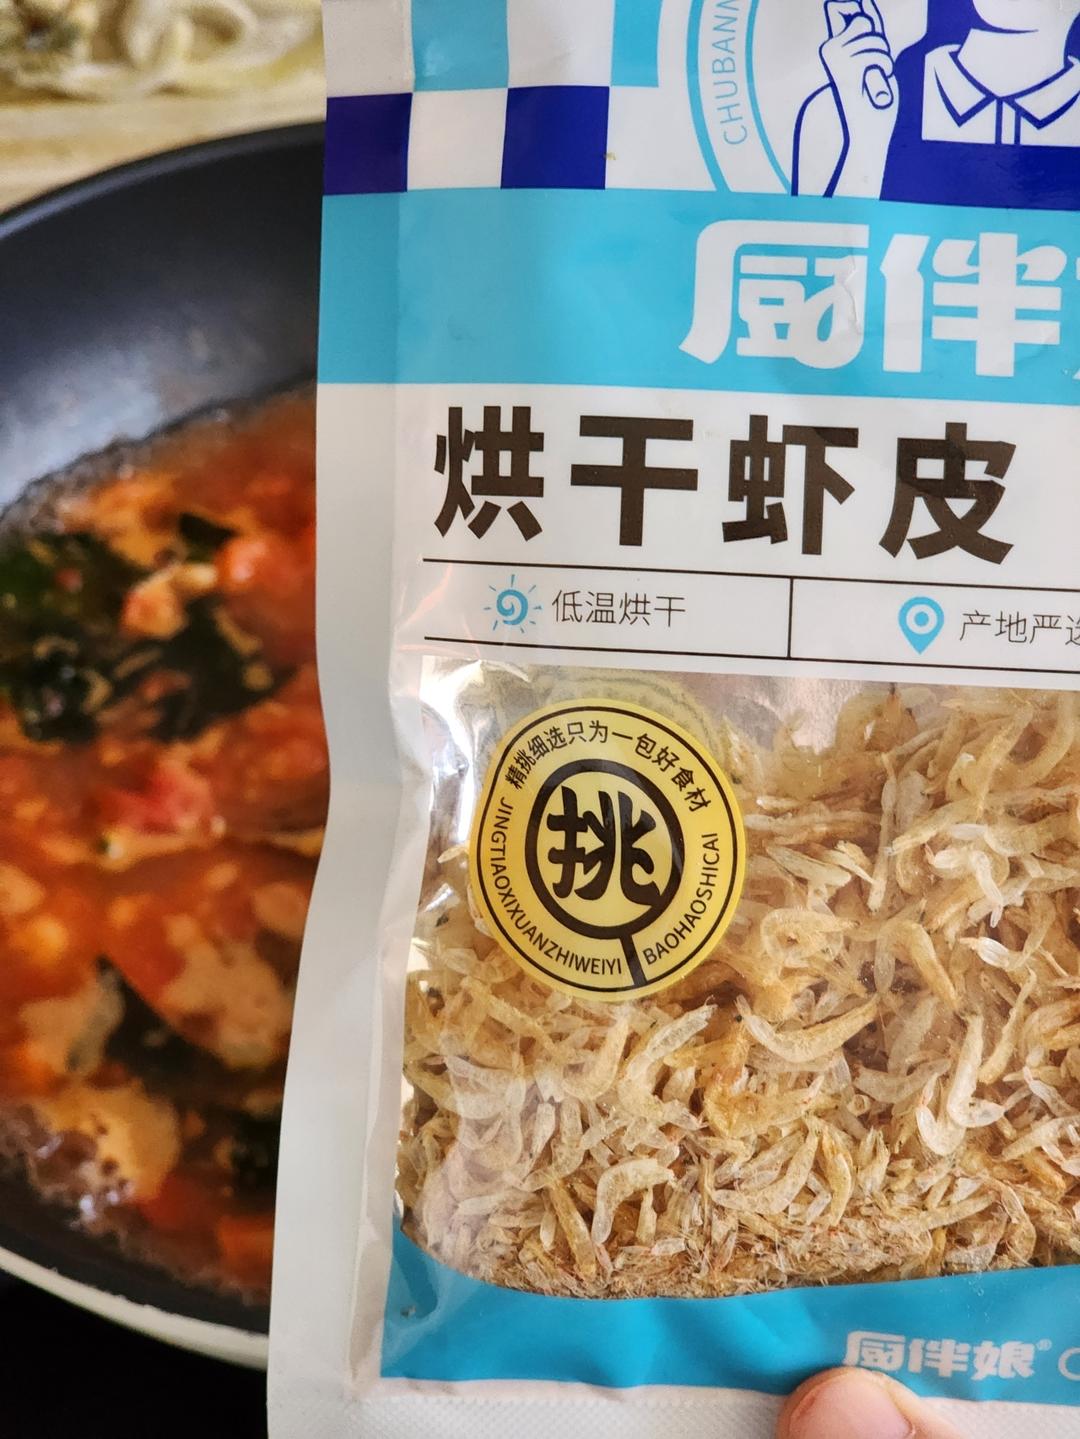 CHUBANN
厨伴
烘干虾皮
低温烘干
产地严选
精挑细选只为一包好食材
挑
JINGTIAOXIXUANZHIWEIYI
BAOHAOSHICAI
厨伴娘®